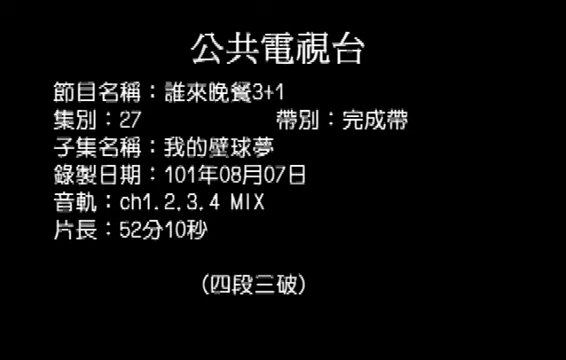 公共電視台
節目名稱：誰來晚餐3+1
集別：27 帶別：完成帶
子集名稱：我的壁球夢
錄製日期：101年08月07日
音軌：ch1.2.3.4 MIX
片長：52分10秒
(四段三破)